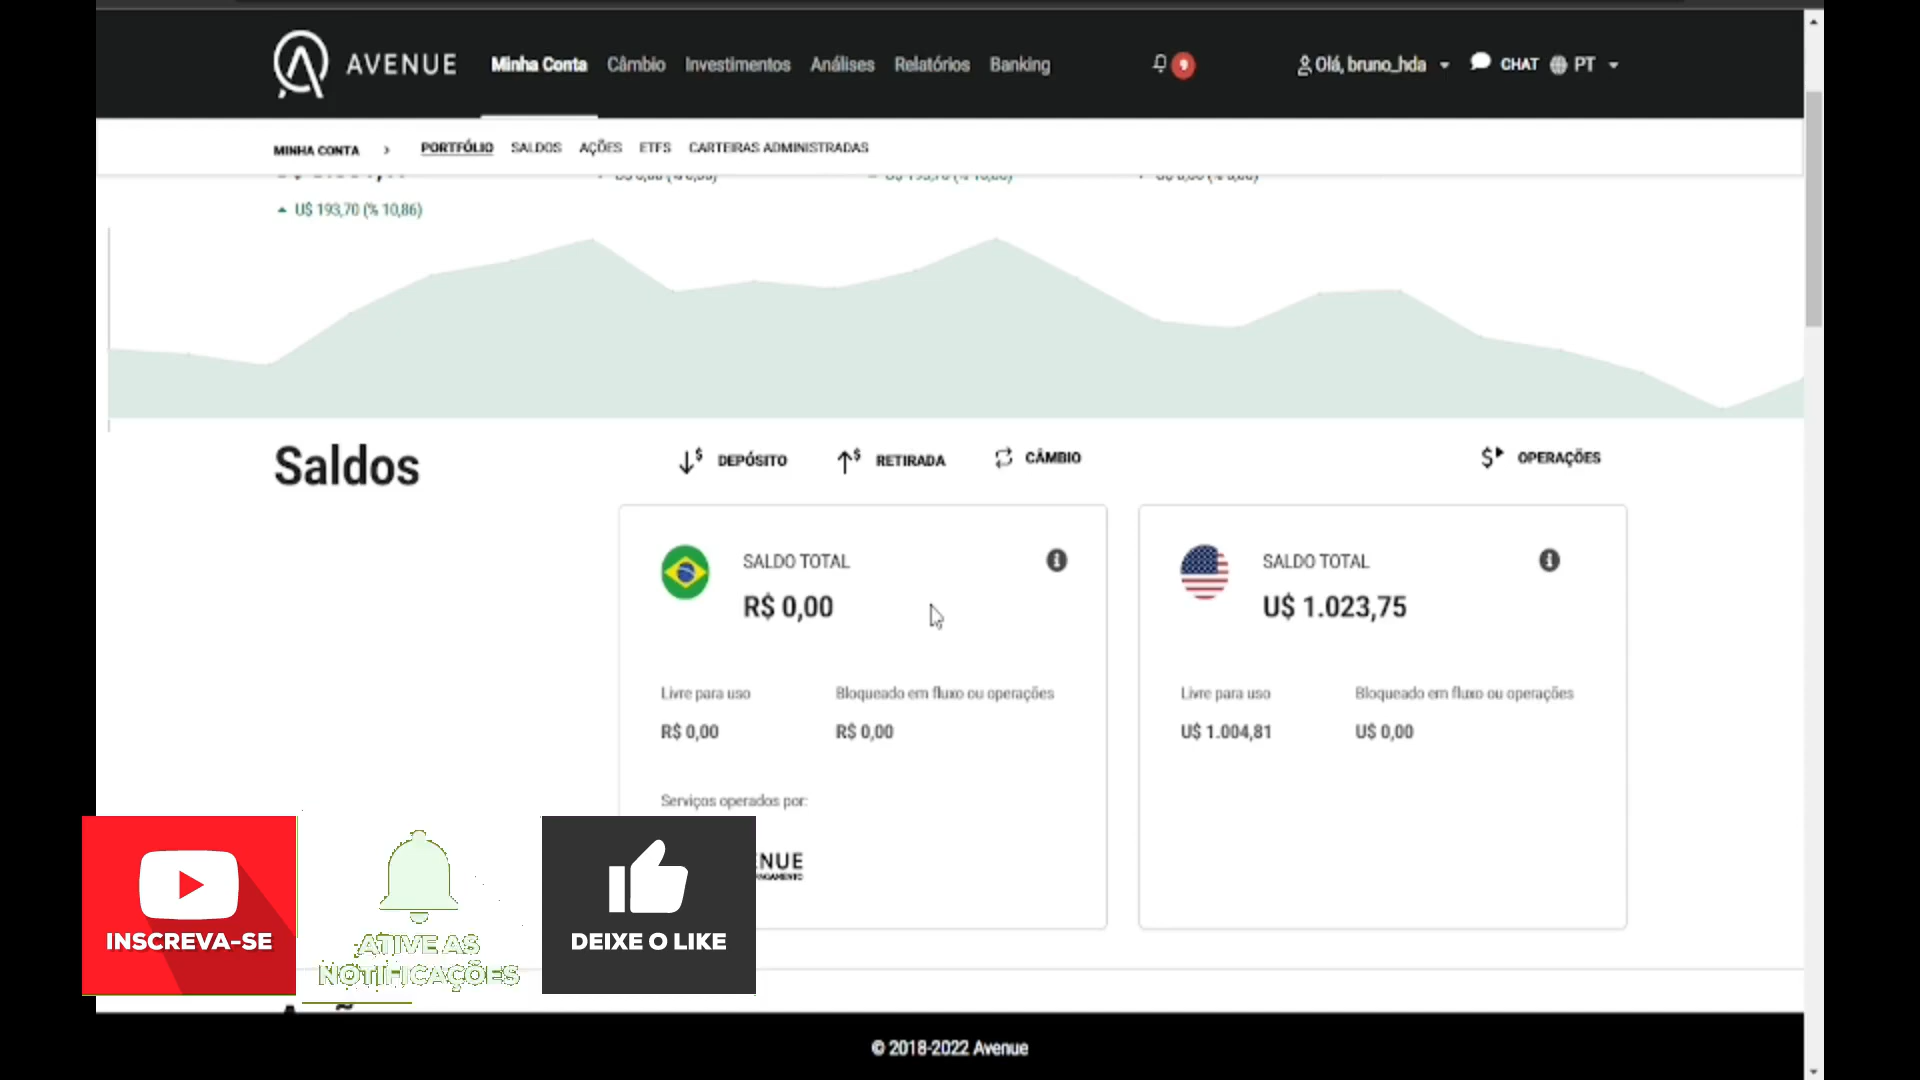 AVENUE
Minha Conta Câmbio Investimentos Análises Relatórios Banking
9
Olá, bruno_hda CHAT PT
MINHA CONTA > PORTFÓLIO SALDOS AÇÕES ETFS CARTEIRAS ADMINISTRADAS
U$ 193,70 (% 10,86)
Saldos
DEPÓSITO RETIRADA CÂMBIO OPERAÇÕES
SALDO TOTAL
R$ 0,00
Livre para uso Bloqueado em fluxo ou operações
R$ 0,00 R$ 0,00
Serviços operados por:
ENUE
PAGAMENTO
SALDO TOTAL
U$ 1.023,75
Livre para uso Bloqueado em fluxo ou operações
U$ 1.004,81 U$ 0,00
INSCREVA-SE
ATIVE AS
NOTIFICAÇÕES
DEIXE O LIKE
© 2018-2022 Avenue